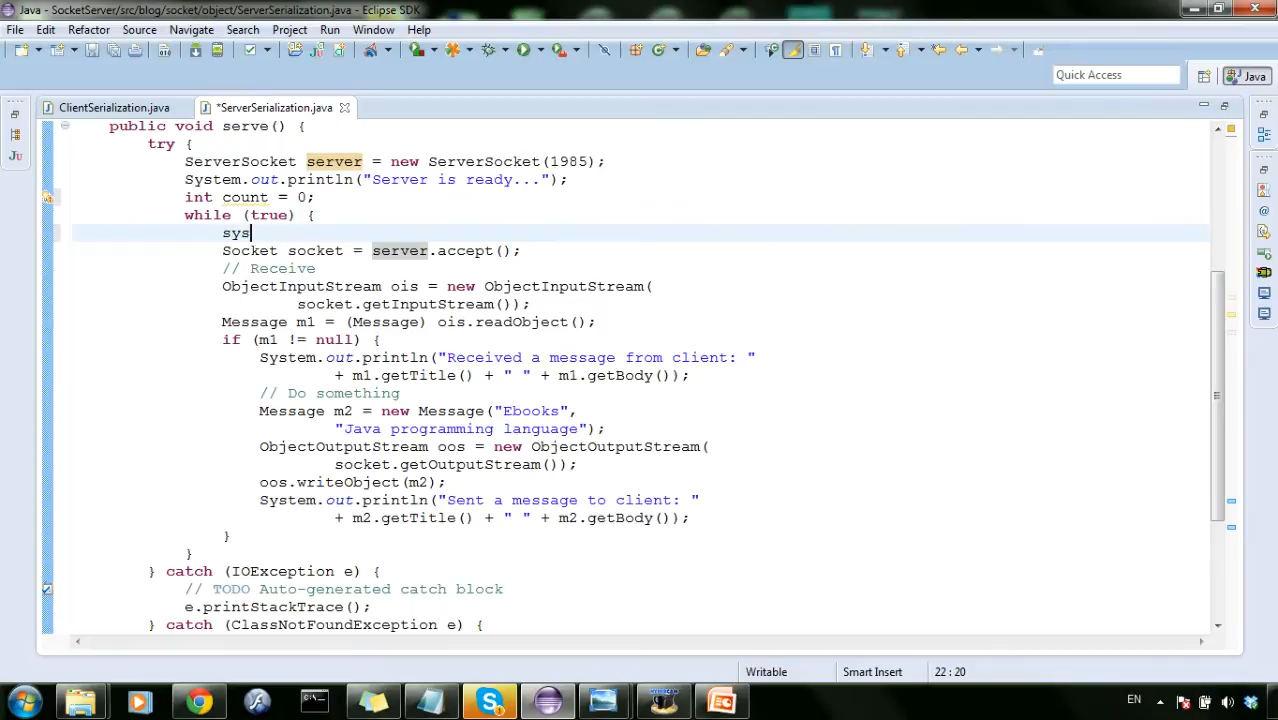 Java - SocketServer/src/blog/socket/object/ServerSerialization.java - Eclipse SDK
File Edit Refactor Source Navigate Search Project Run Window Help
Quick Access
Java
ClientSerialization.java
*ServerSerialization.java
public void serve() {
try {
ServerSocket server = new ServerSocket(1985);
System.out.println("Server is ready...");
int count = 0;
while (true) {
sys
Socket socket = server.accept();
// Receive
ObjectInputStream ois = new ObjectInputStream(
socket.getInputStream());
Message m1 = (Message) ois.readObject();
if (m1 != null) {
System.out.println("Received a message from client: "
+ m1.getTitle() + " " + m1.getBody());
// Do something
Message m2 = new Message("Ebooks",
"Java programming language");
ObjectOutputStream oos = new ObjectOutputStream(
socket.getOutputStream());
oos.writeObject(m2);
System.out.println("Sent a message to client: "
+ m2.getTitle() + " " + m2.getBody());
}
}
} catch (IOException e) {
// TODO Auto-generated catch block
e.printStackTrace();
} catch (ClassNotFoundException e) {
Writable
Smart Insert
22 : 20
EN